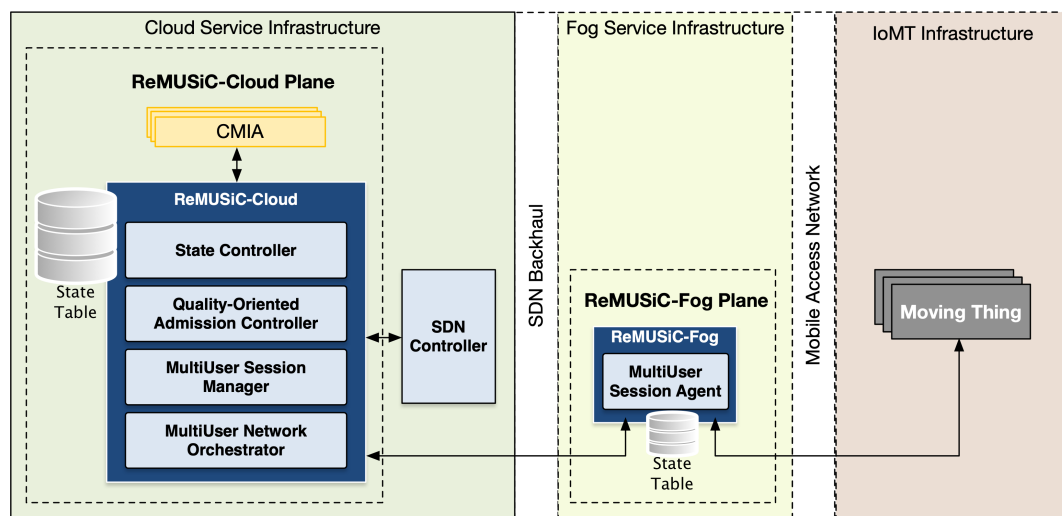 Cloud Service Infrastructure
ReMUSiC-Cloud Plane
CMIA
ReMUSiC-Cloud
State Controller
Quality-Oriented
Admission Controller
MultiUser Session
Manager
MultiUser Network
Orchestrator
State
Table
SDN
Controller
SDN Backhaul
Fog Service Infrastructure
ReMUSiC-Fog Plane
ReMUSiC-Fog
MultiUser
Session Agent
State
Table
Mobile Access Network
IoMT Infrastructure
Moving Thing